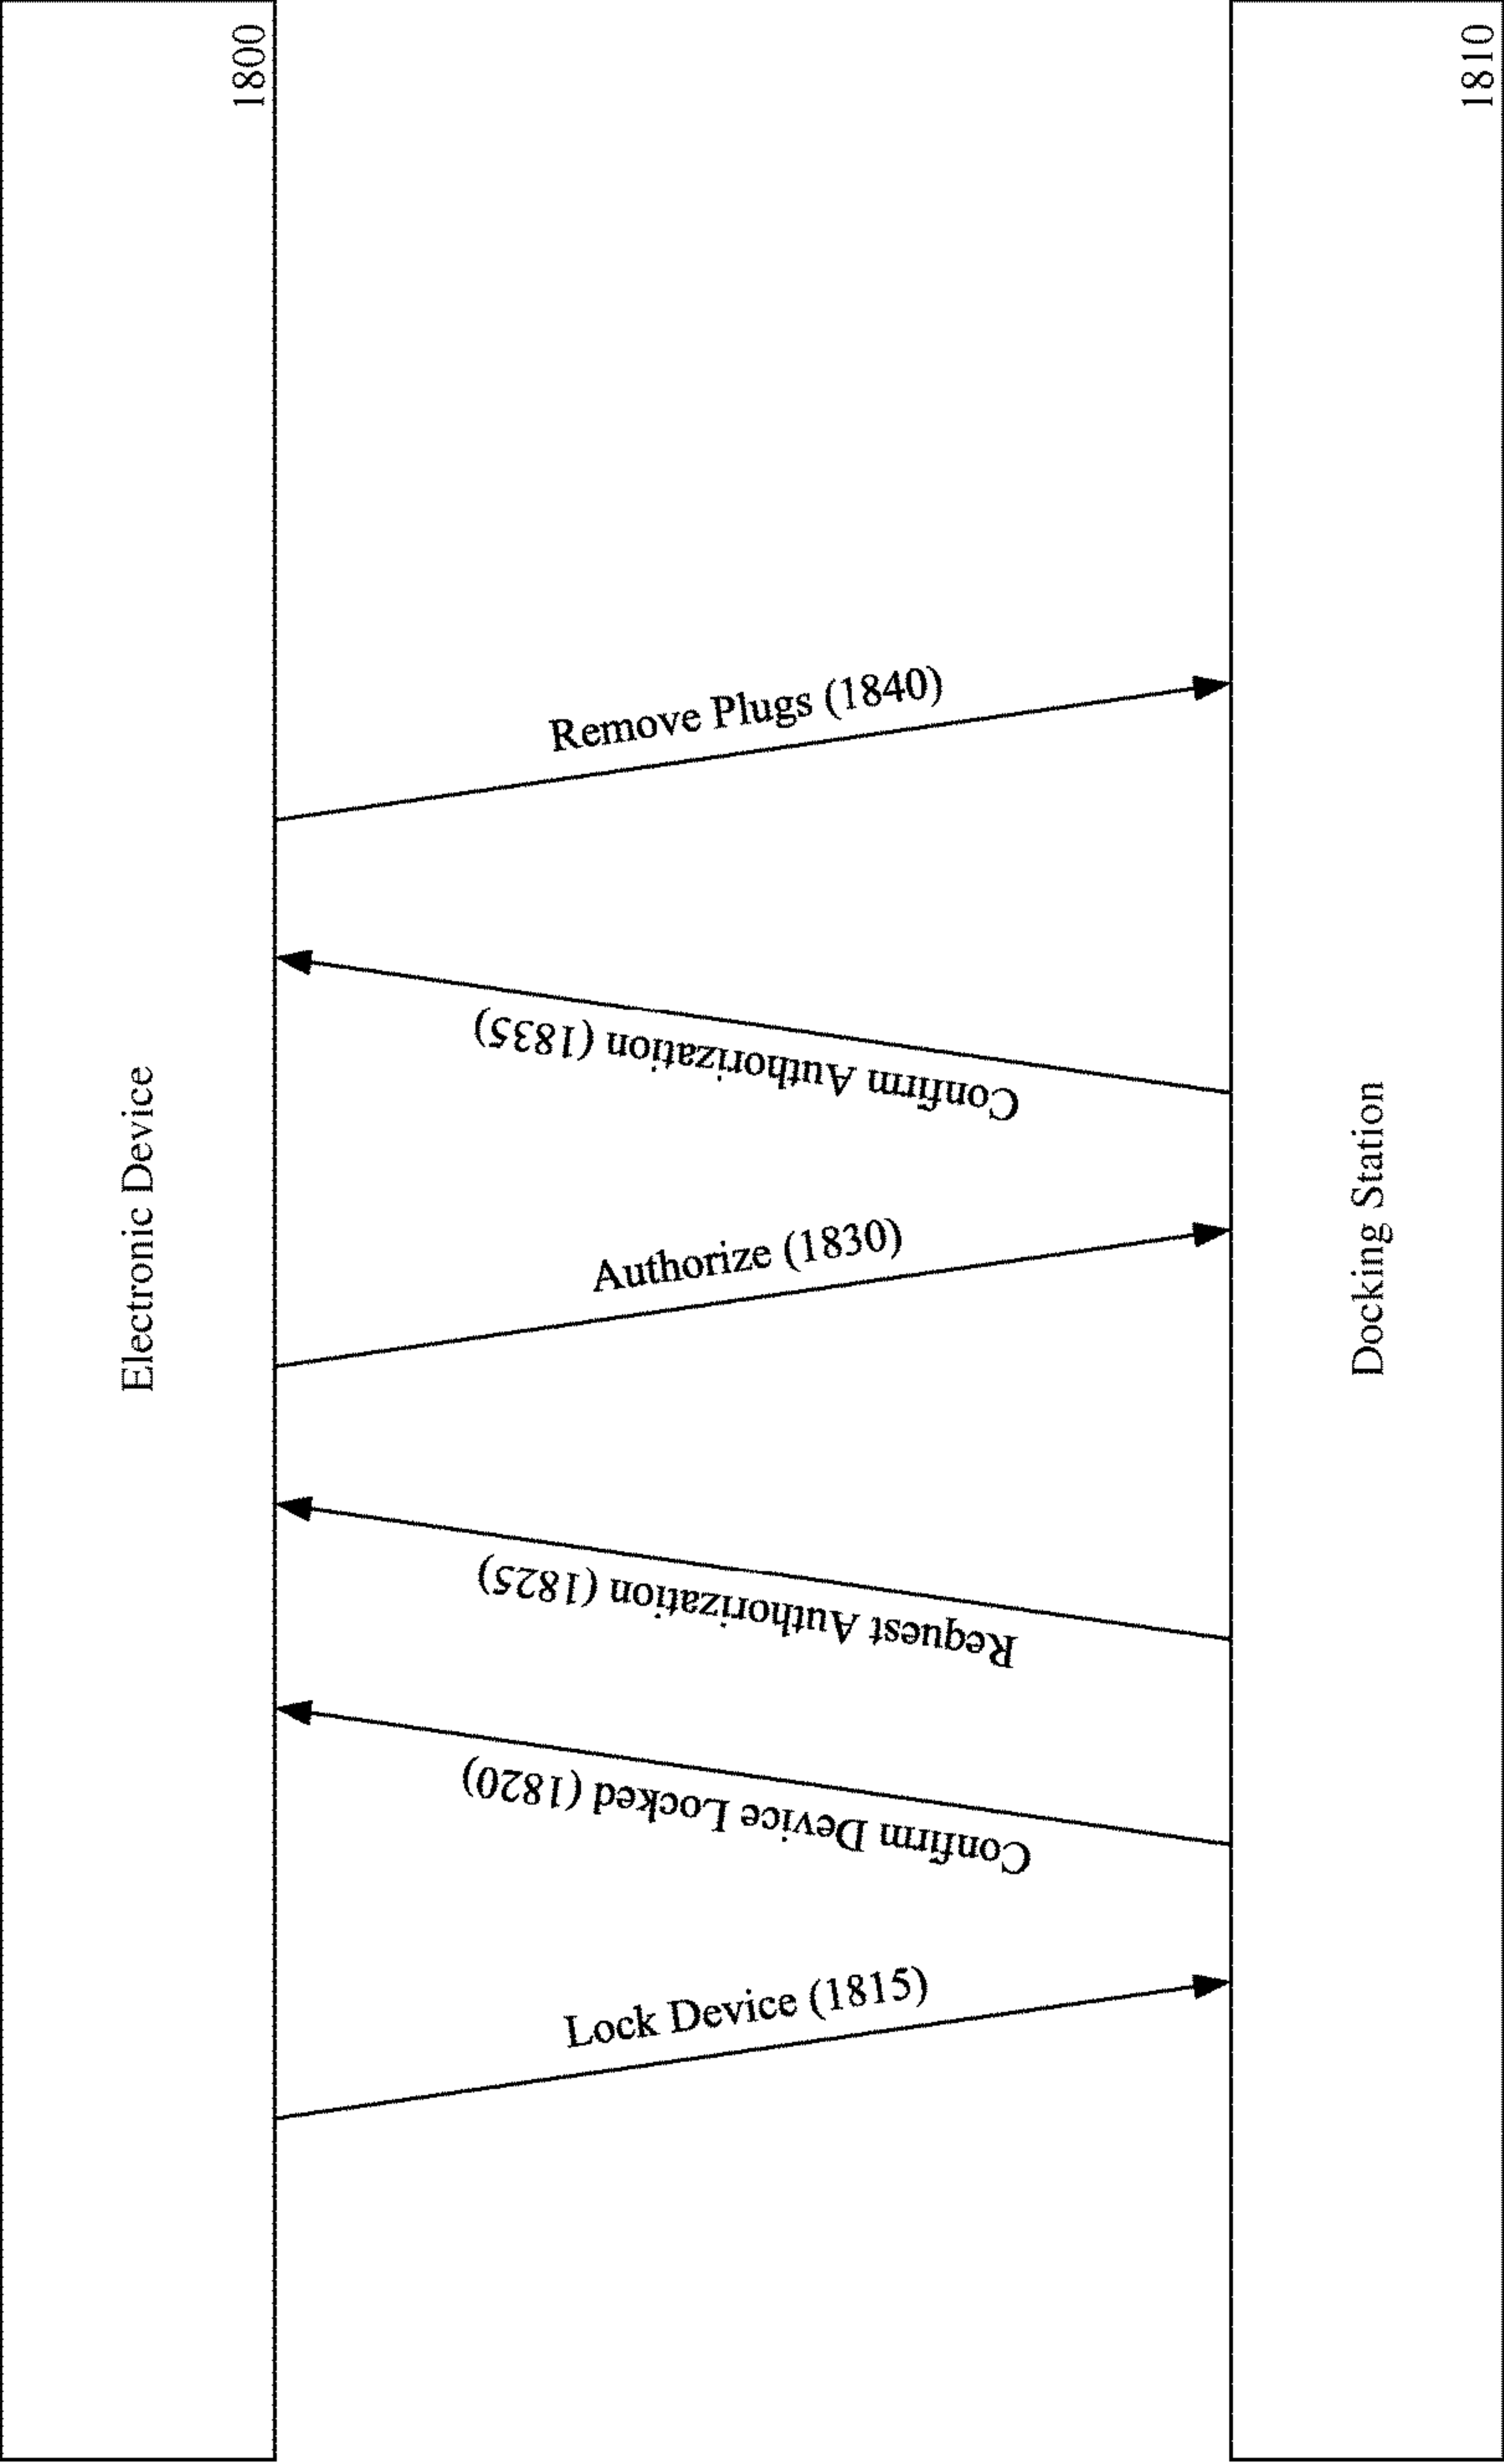 Electronic Device
1800
Lock Device (1815)
Confirm Device Locked (1820)
Request Authorization (1825)
Authorize (1830)
Confirm Authorization (1835)
Remove Plugs (1840)
Docking Station
1810